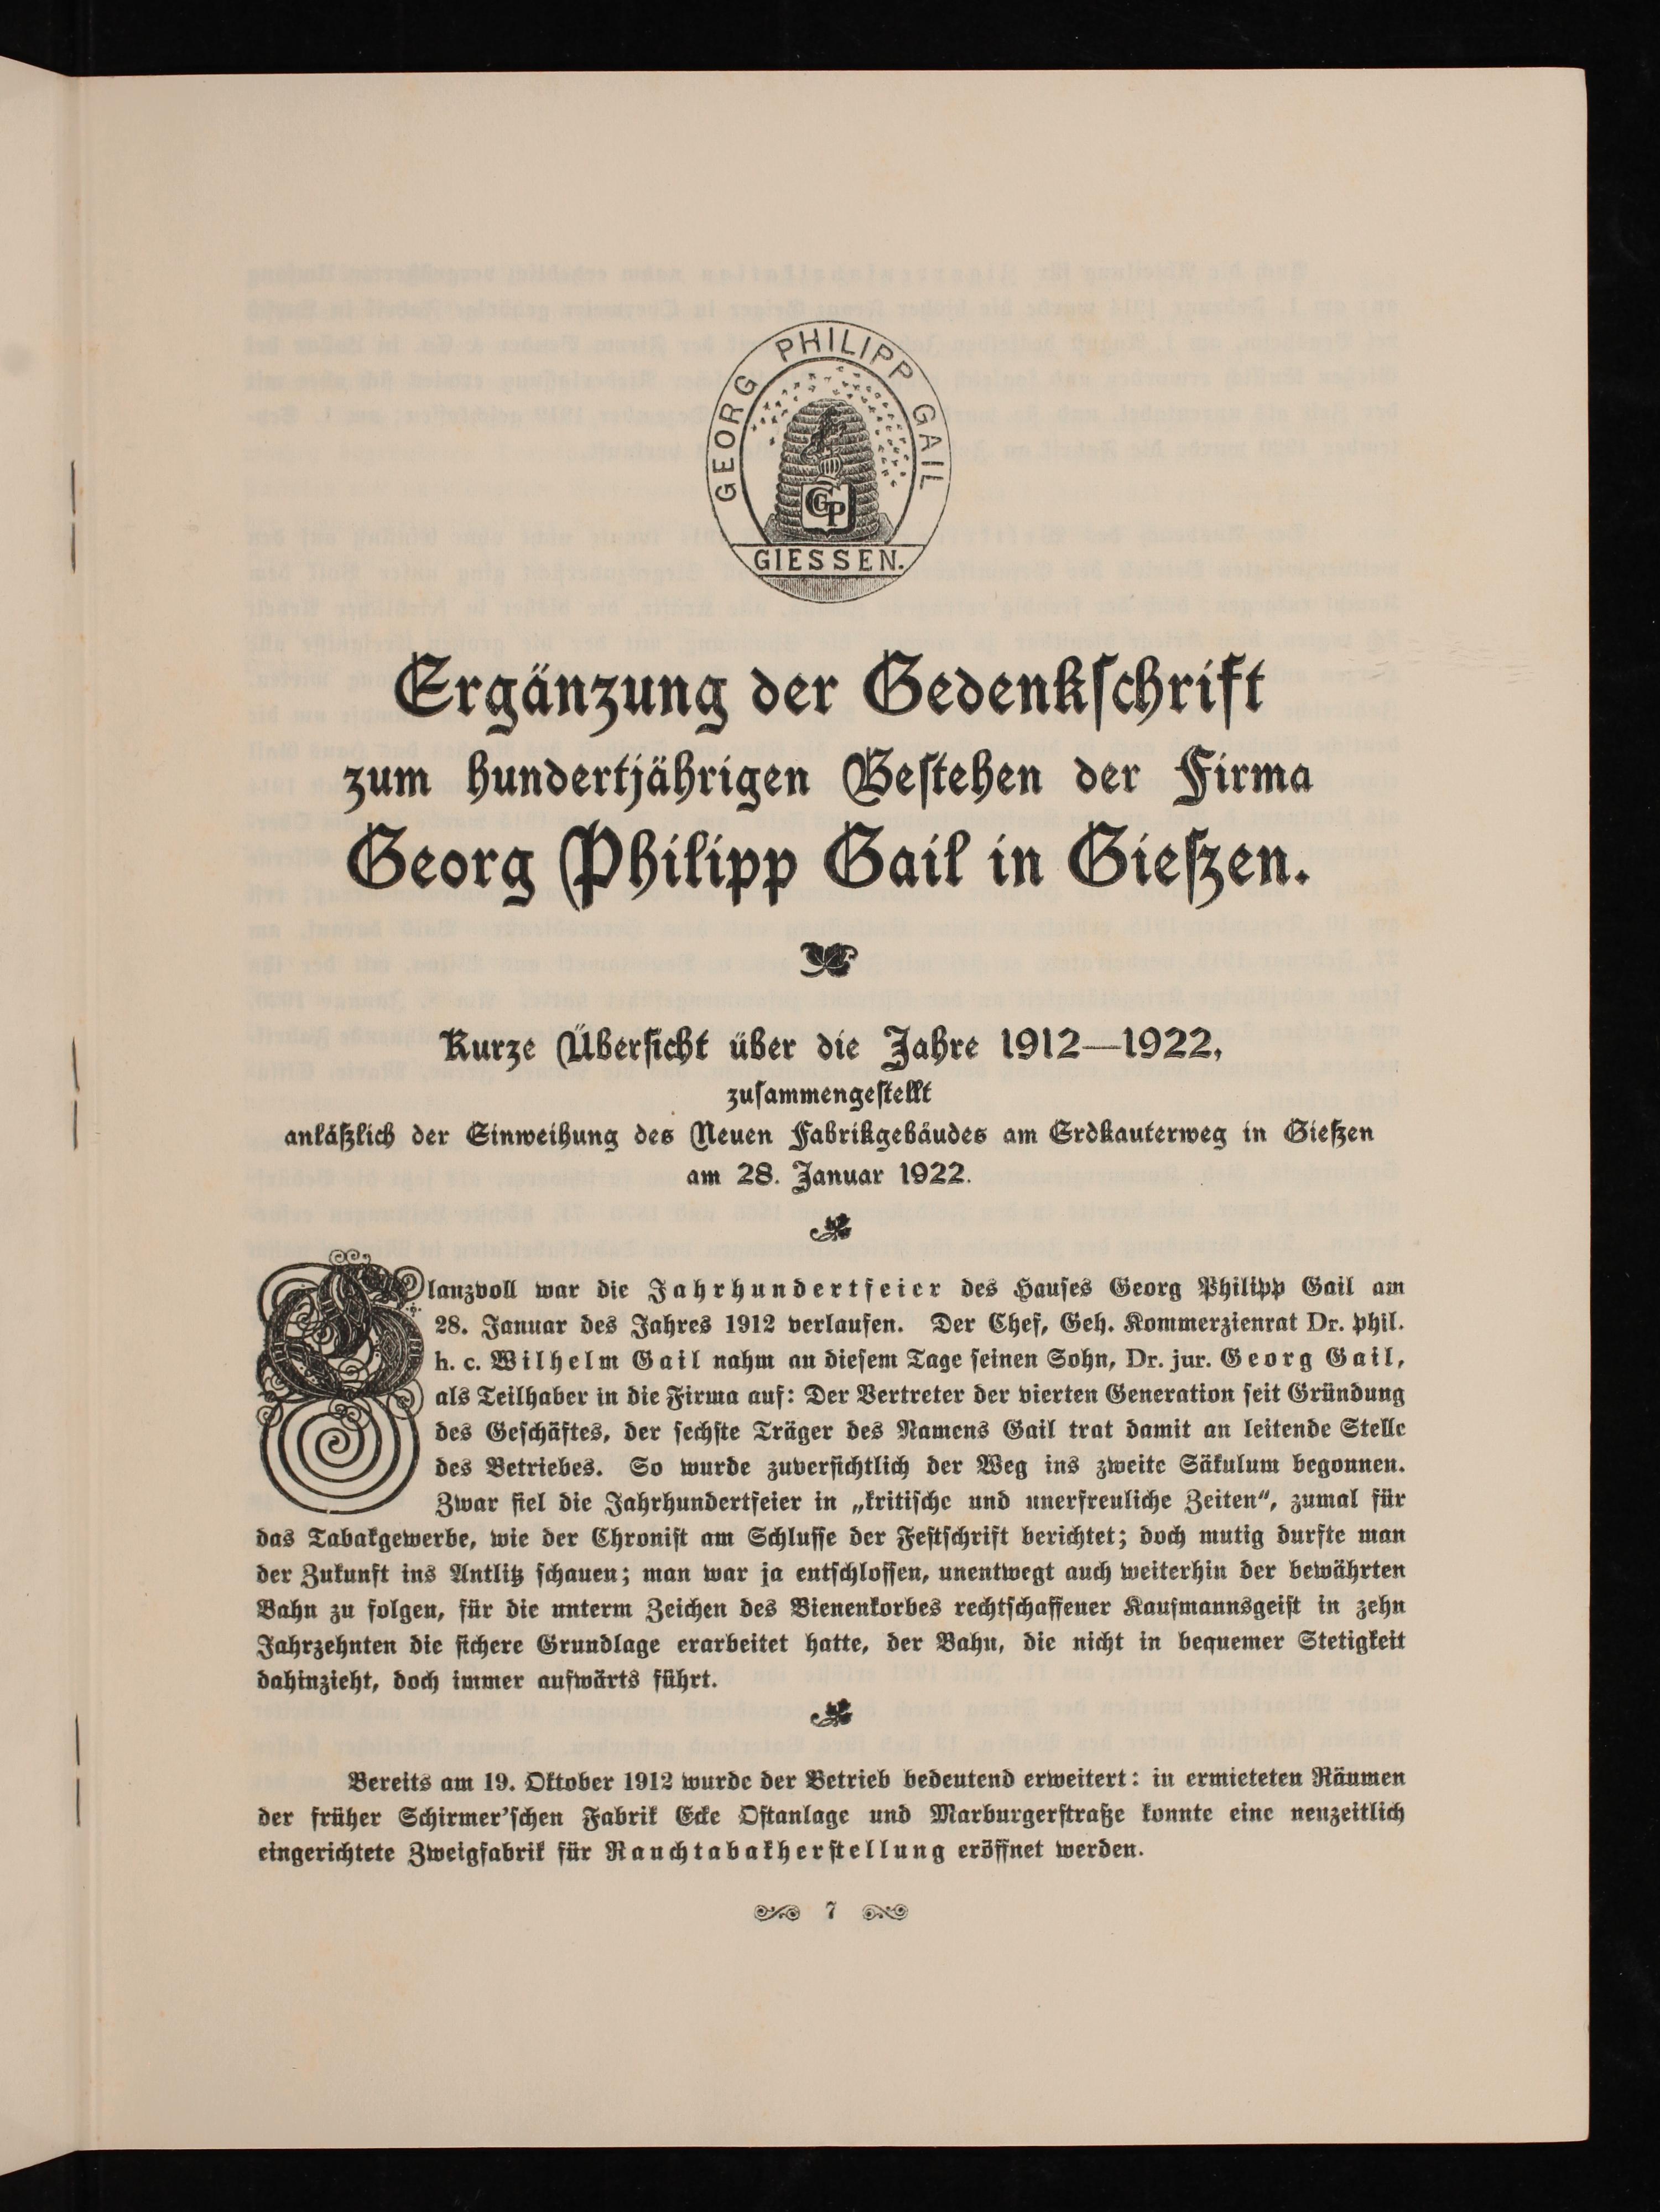 GEORG PHILIPP GAIL
GP
GIESSEN.
Ergänzung der Gedenkschrift
zum hundertjährigen Bestehen der Firma
Georg Philipp Gail in Gießen.
Kurze Übersicht über die Jahre 1912—1922,
zusammengestellt
anläßlich der Einweihung des Neuen Fabrikgebäudes am Erdkauterweg in Gießen
am 28. Januar 1922.
Glanzvoll war die Jahrhundertfeier des Hauses Georg Philipp Gail am
28. Januar des Jahres 1912 verlaufen. Der Chef, Geh. Kommerzienrat Dr. phil.
h. c. Wilhelm Gail nahm an diesem Tage seinen Sohn, Dr. jur. Georg Gail,
als Teilhaber in die Firma auf: Der Vertreter der vierten Generation seit Gründung
des Geschäftes, der sechste Träger des Namens Gail trat damit an leitende Stelle
des Betriebes. So wurde zuversichtlich der Weg ins zweite Säkulum begonnen.
Zwar fiel die Jahrhundertfeier in „kritische und unerfreuliche Zeiten“, zumal für
das Tabakgewerbe, wie der Chronist am Schlusse der Festschrift berichtet; doch mutig durfte man
der Zukunft ins Antlitz schauen; man war ja entschlossen, unentwegt auch weiterhin der bewährten
Bahn zu folgen, für die unterm Zeichen des Bienenkorbes rechtschaffener Kaufmannsgeist in zehn
Jahrzehnten die sichere Grundlage erarbeitet hatte, der Bahn, die nicht in bequemer Stetigkeit
dahinzieht, doch immer aufwärts führt.
Bereits am 19. Oktober 1912 wurde der Betrieb bedeutend erweitert: in ermieteten Räumen
der früher Schirmer'schen Fabrik Ecke Ostanlage und Marburgerstraße konnte eine neuzeitlich
eingerichtete Zweigfabrik für Rauchtabakherstellung eröffnet werden.
7